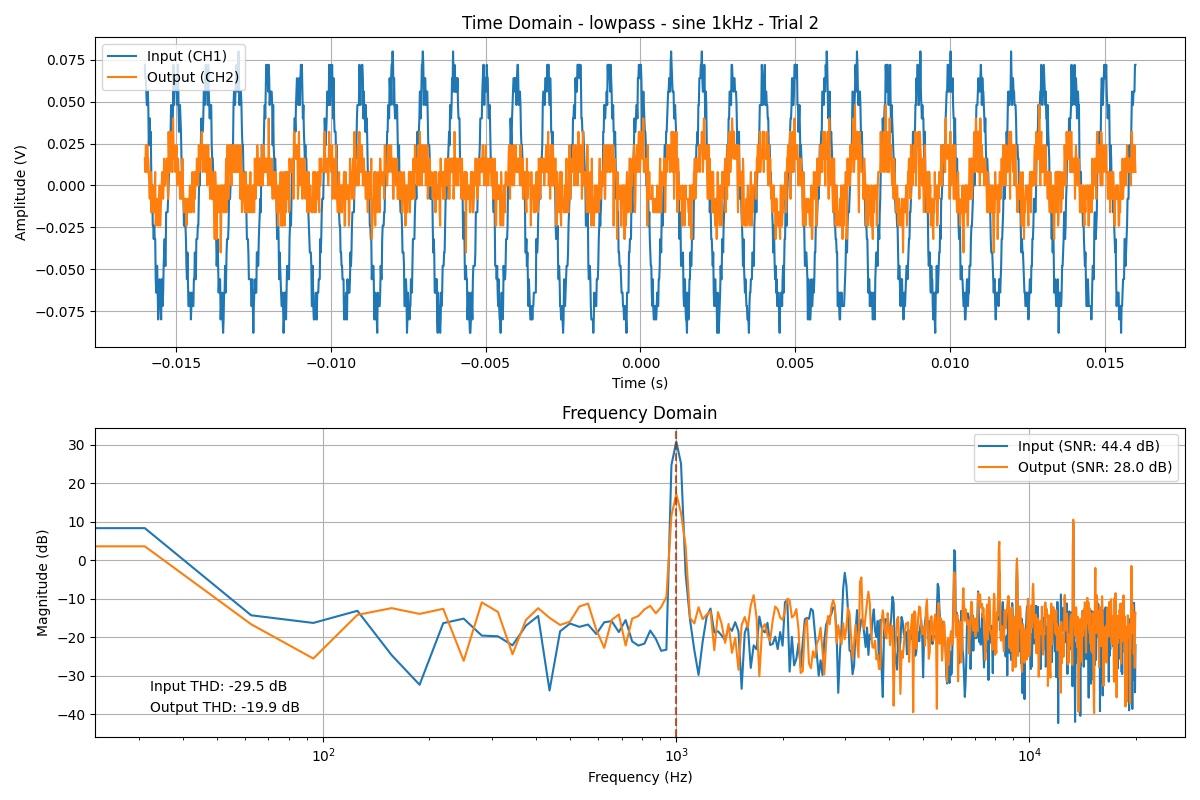 Time Domain - lowpass - sine 1kHz - Trial 2
Input (CH1)
Output (CH2)
0.075
0.050
0.025
0.000
−0.025
−0.050
−0.075
Amplitude (V)
−0.015
−0.010
−0.005
0.000
0.005
0.010
0.015
Time (s)
Frequency Domain
Input (SNR: 44.4 dB)
Output (SNR: 28.0 dB)
30
20
10
0
−10
−20
−30
−40
Magnitude (dB)
Input THD: -29.5 dB
Output THD: -19.9 dB
10²
10³
10⁴
Frequency (Hz)